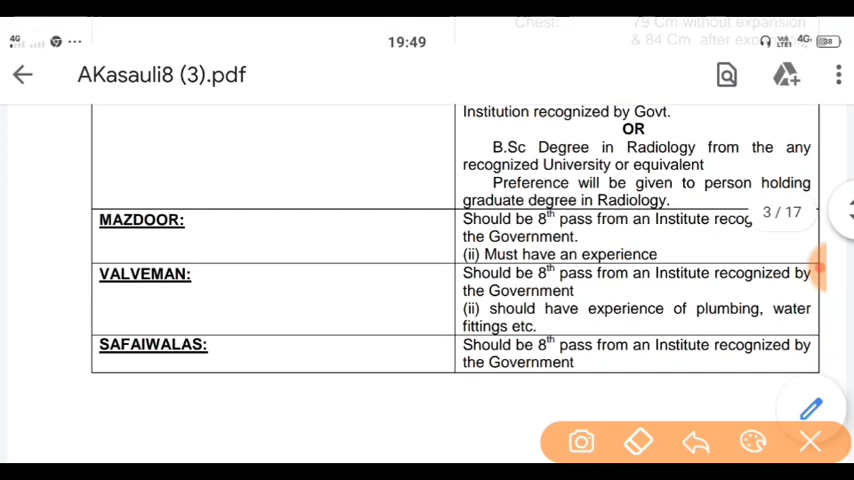 Chest: 79 Cm without expansion
4G ... 19:49 VoLTE1 4G 38
& 84 Cm after
AKasauli8 (3).pdf
Institution recognized by Govt.
OR
B.Sc Degree in Radiology from the any
recognized University or equivalent
Preference will be given to person holding
graduate degree in Radiology.
MAZDOOR:
Should be 8th pass from an Institute
3 / 17
the Government.
(ii) Must have an experience
VALVEMAN:
Should be 8th pass from an Institute recognized by
the Government
(ii) should have experience of plumbing, water
fittings etc.
SAFAIWALAS:
Should be 8th pass from an Institute recognized by
the Government